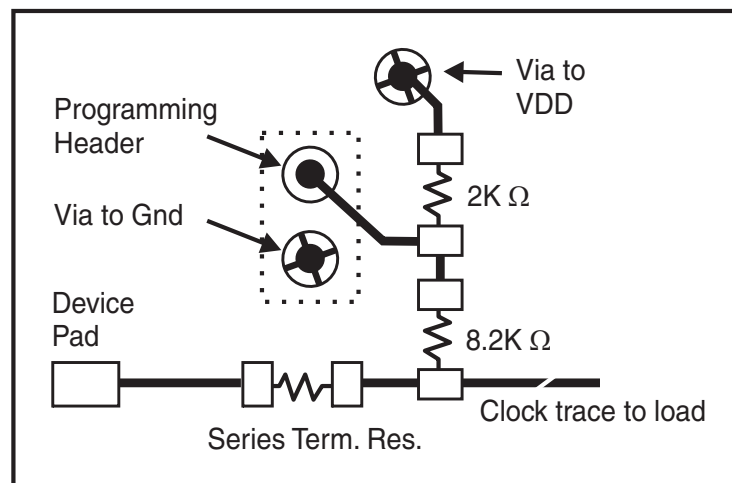 Via to
VDD
Programming
Header
2K Ω
Via to Gnd
Device
Pad
8.2K Ω
Clock trace to load
Series Term. Res.